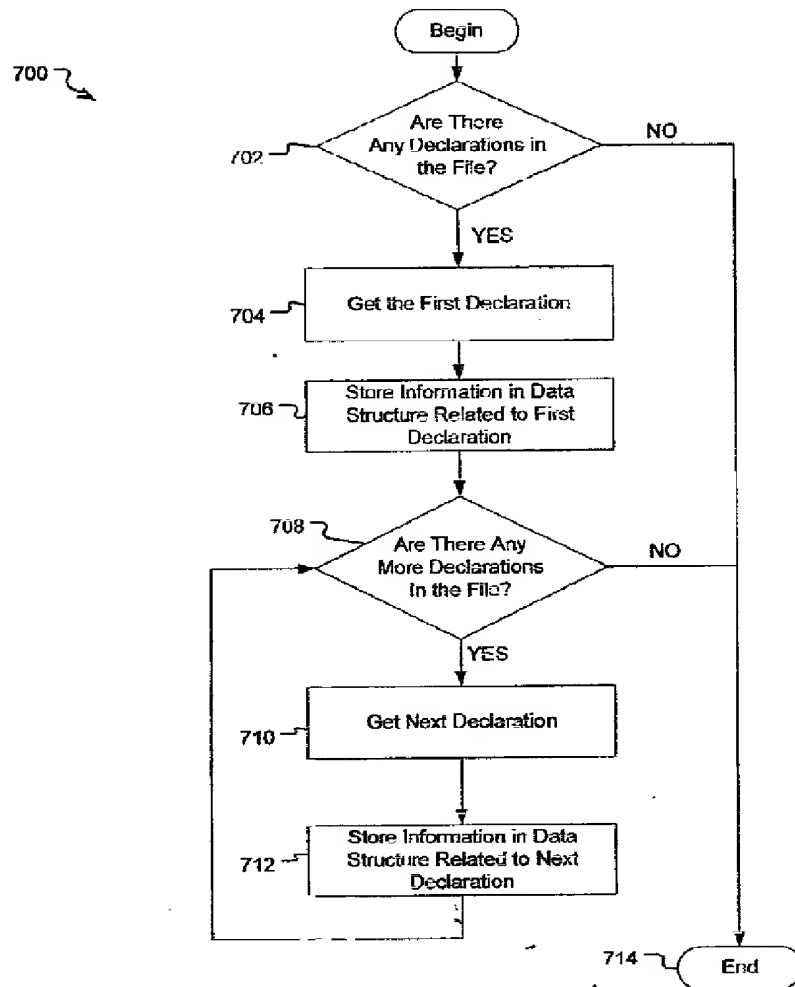 Begin
700
Are There
Any Declarations in
the File?
NO
702
YES
Get the First Declaration
704
Store Information in Data
Structure Related to First
Declaration
706
708
Are There Any
More Declarations
In the File?
NO
YES
Get Next Declaration
710
Store Information in Data
Structure Related to Next
Declaration
712
714
End